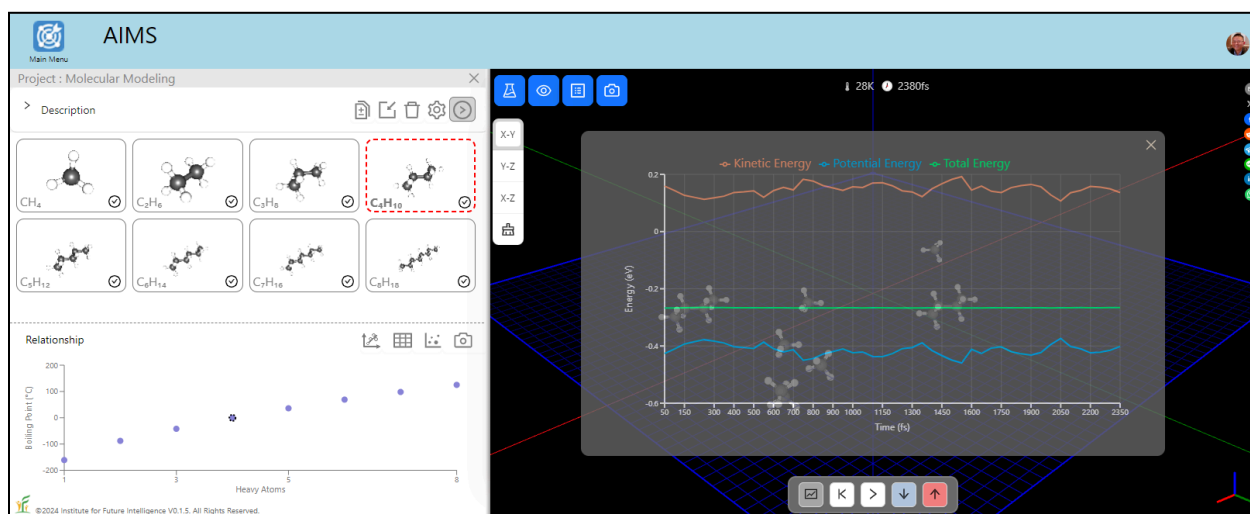 AIMS
Main Menu
Project : Molecular Modeling
Description
CH₄
C₂H₆
C₃H₈
C₄H₁₀
C₅H₁₂
C₆H₁₄
C₇H₁₆
C₈H₁₈
Relationship
200
100
0
-100
-200
Boiling Point (°C)
1 3 5 8
Heavy Atoms
©2024 Institute for Future Intelligence V0.1.5. All Rights Reserved.
28K 2380fs
X-Y
Y-Z
X-Z
Kinetic Energy Potential Energy Total Energy
0.2
0
-0.2
-0.4
-0.6
Energy (eV)
50 150 300 400 500 600 700 800 900 1000 1150 1300 1450 1600 1750 1900 2050 2200 2350
Time (fs)